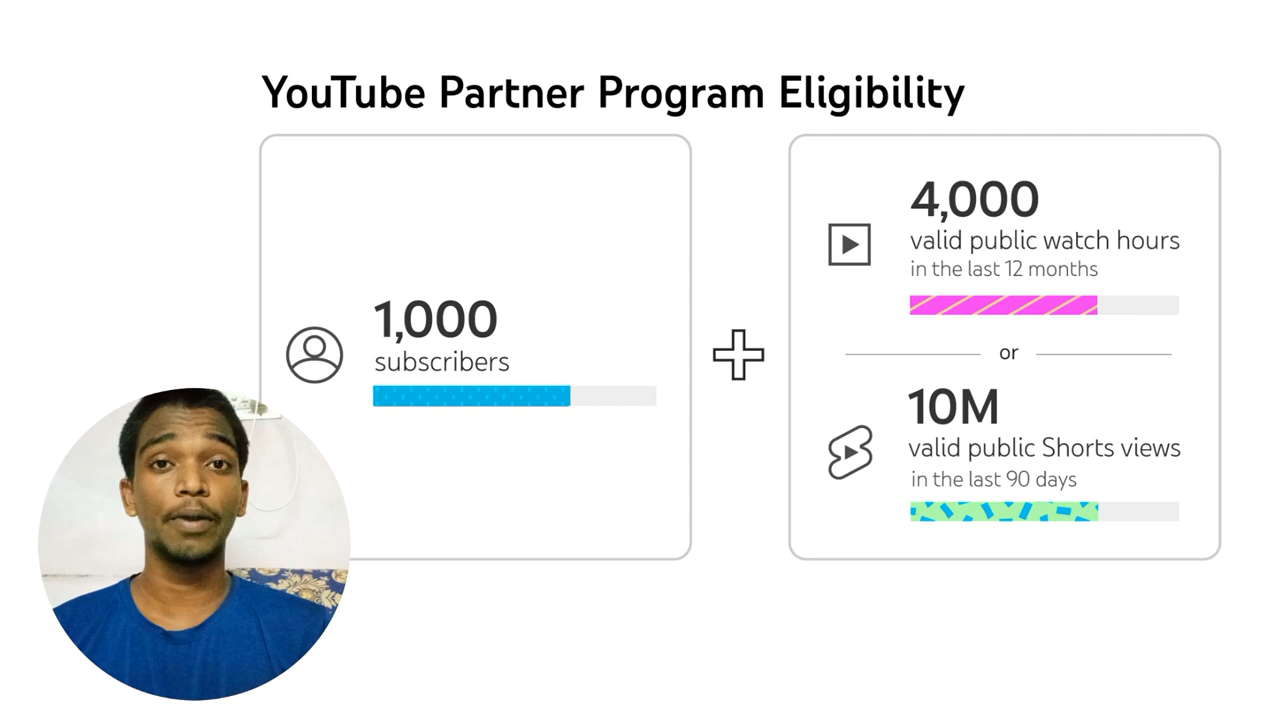 YouTube Partner Program Eligibility
1,000
subscribers
4,000
valid public watch hours
in the last 12 months
or
10M
valid public Shorts views
in the last 90 days